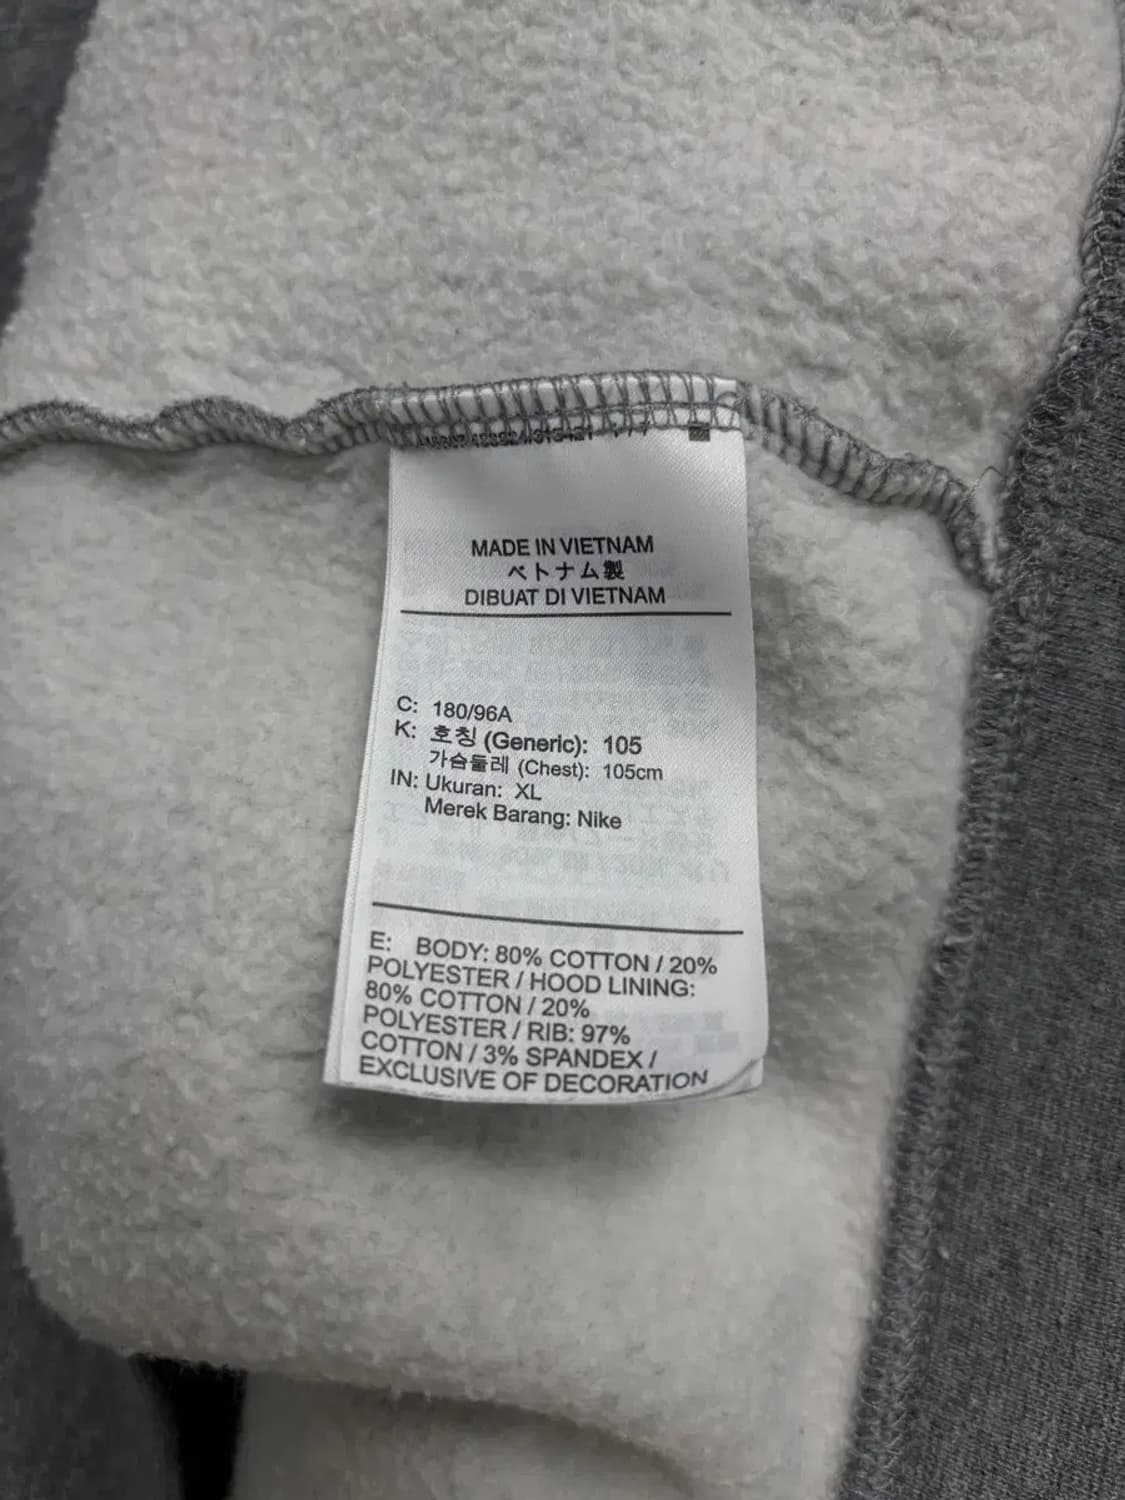 MADE IN VIETNAM
ベトナム製
DIBUAT DI VIETNAM
C: 180/96A
K: 호칭 (Generic): 105
가슴둘레 (Chest): 105cm
IN: Ukuran: XL
Merek Barang: Nike
E: BODY: 80% COTTON / 20%
POLYESTER / HOOD LINING:
80% COTTON / 20%
POLYESTER / RIB: 97%
COTTON / 3% SPANDEX /
EXCLUSIVE OF DECORATION